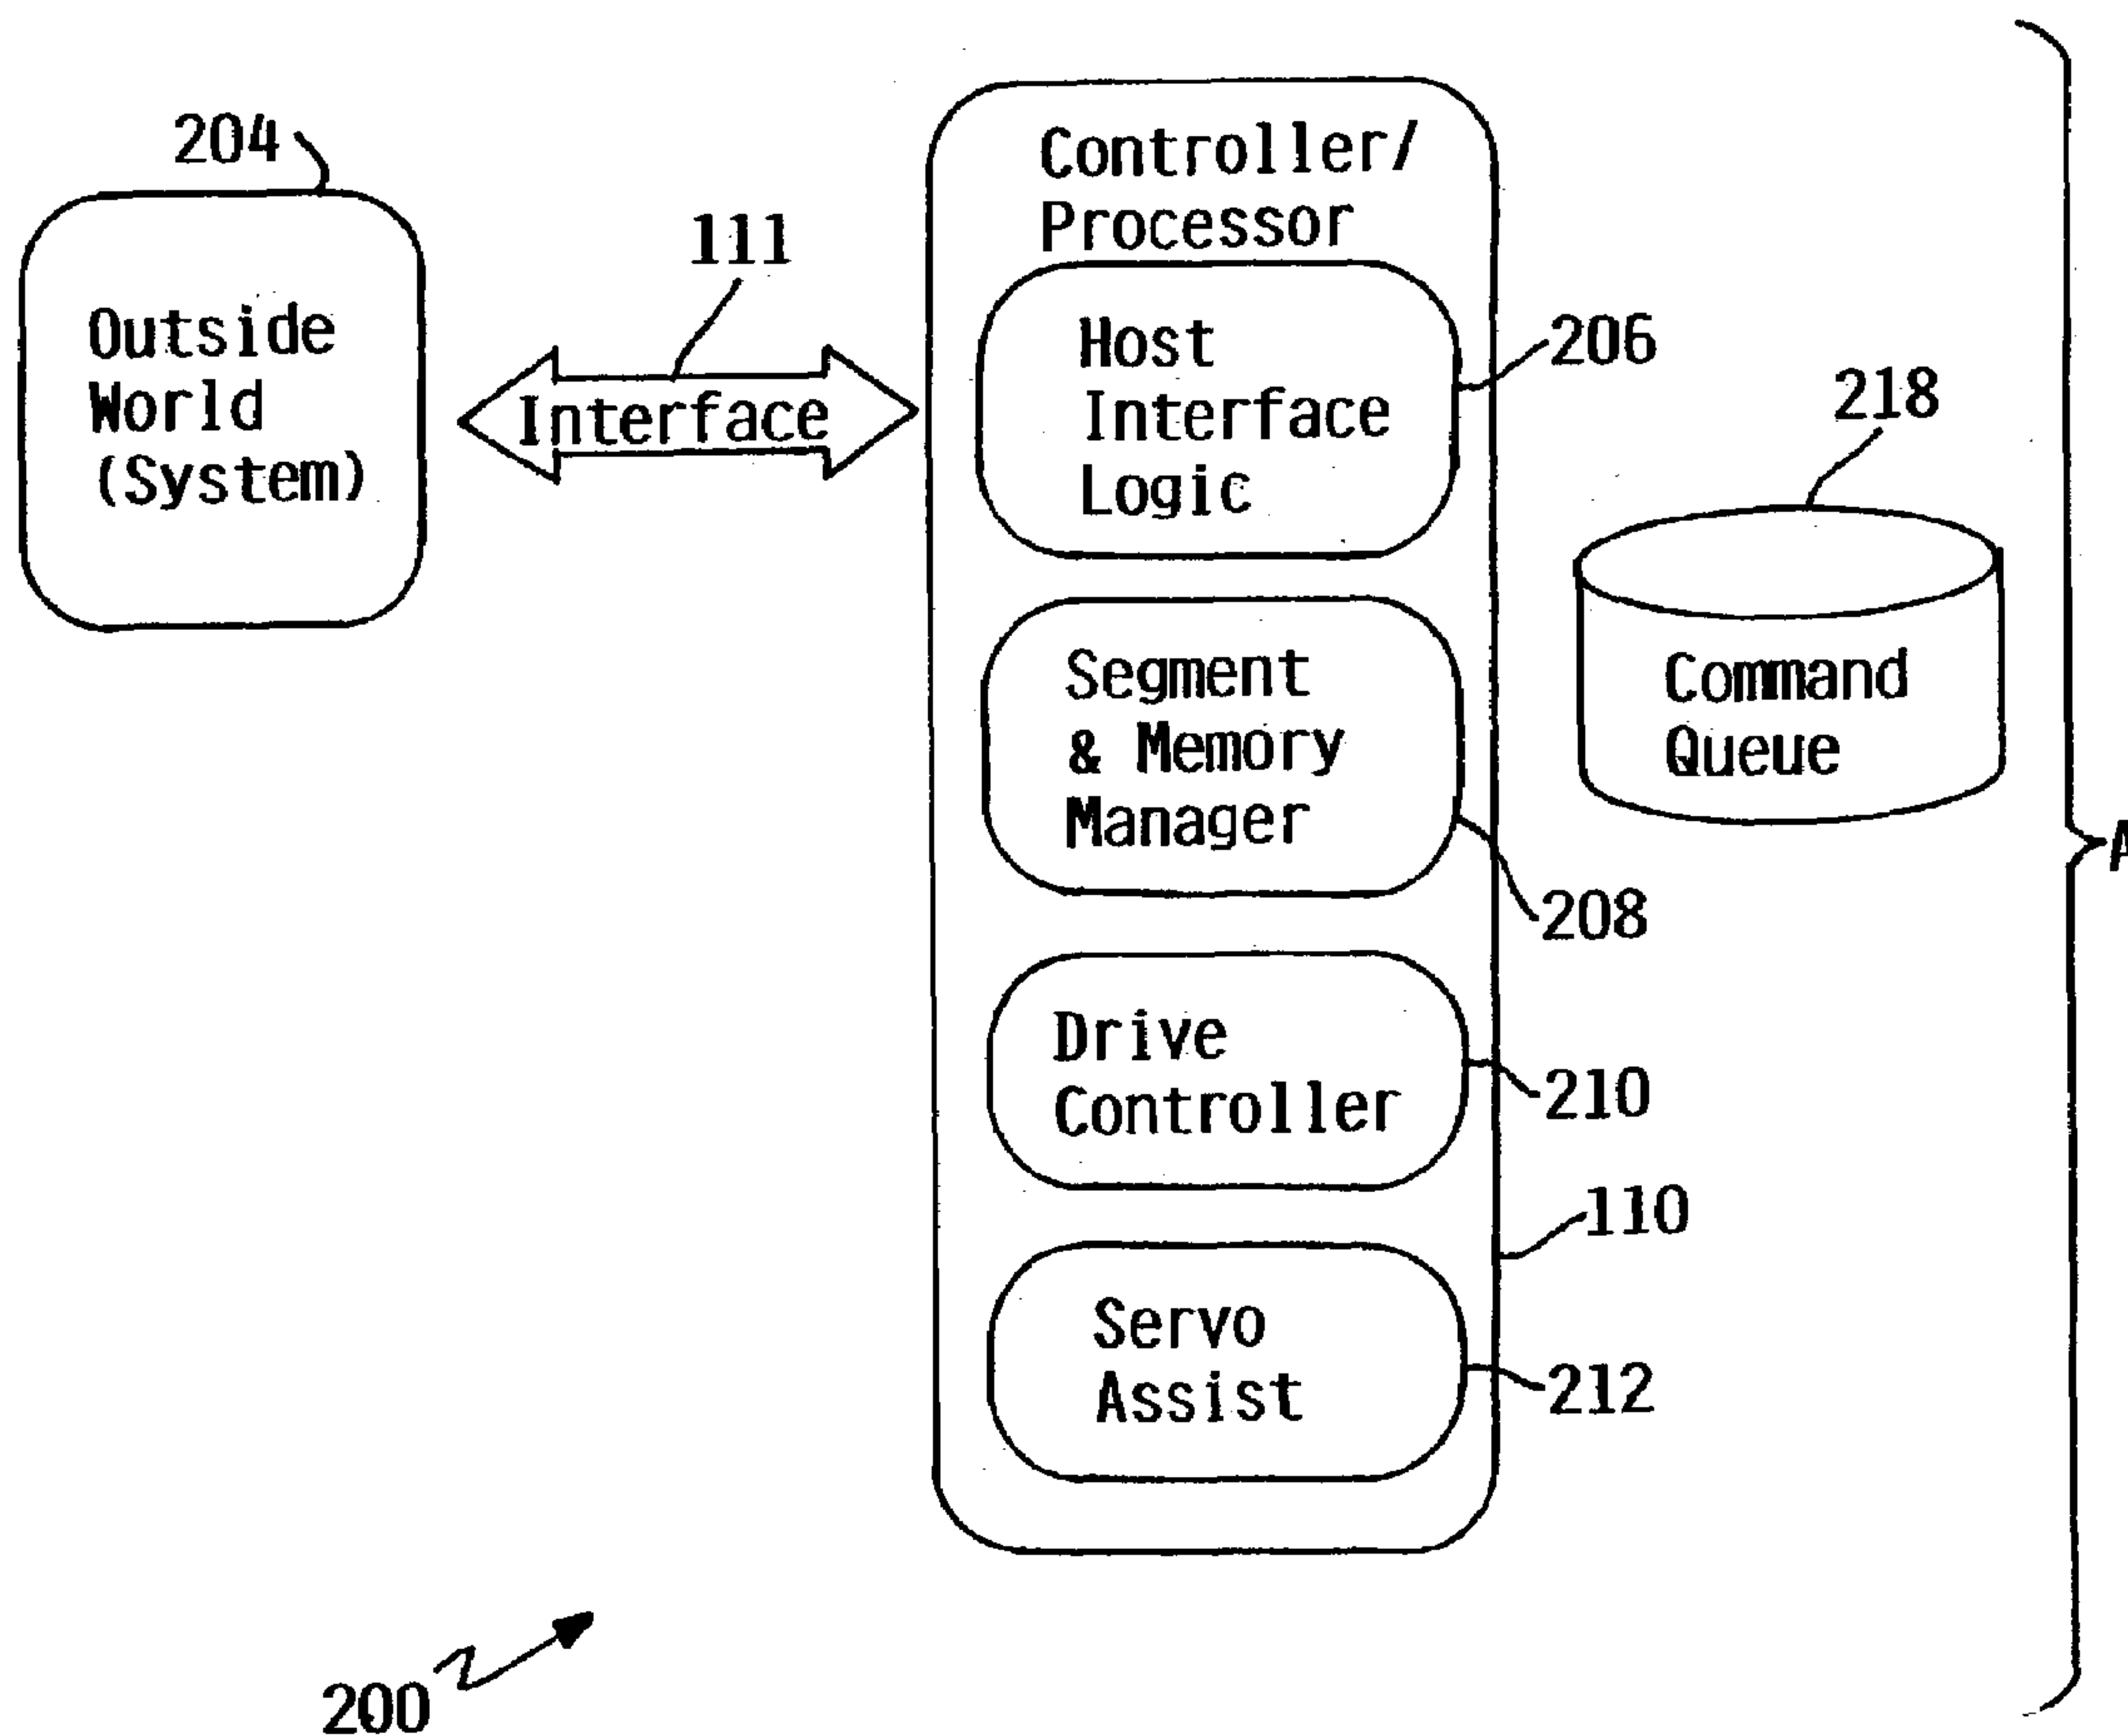 204
Outside
World
(System)
111
Interface
Controller/
Processor
Host
Interface
Logic
206
Segment
& Memory
Manager
208
Drive
Controller
210
110
Servo
Assist
212
218
Command
Queue
A
200